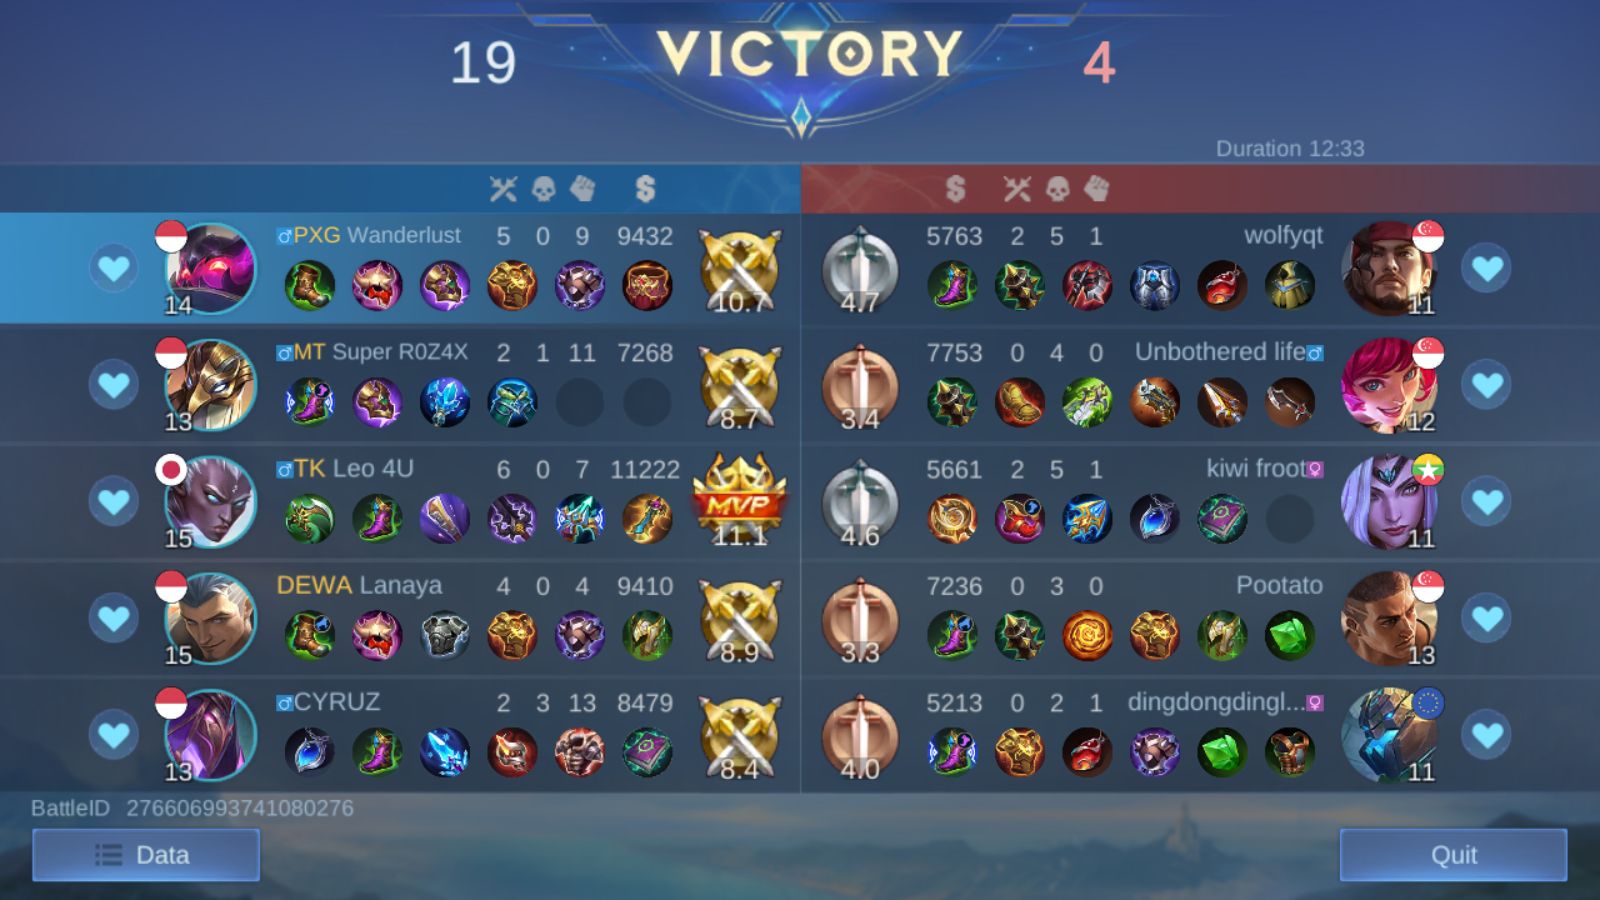 19 VICTORY 4
Duration 12:33
14 PXG Wanderlust 5 0 9 9432 10.7
4.7 5763 2 5 1 wolfyqt 11
13 MT Super R0Z4X 2 1 11 7268 8.7
3.4 7753 0 4 0 Unbothered life 12
15 TK Leo 4U 6 0 7 11222 MVP 11.1
4.6 5661 2 5 1 kiwi froot 11
15 DEWA Lanaya 4 0 4 9410 8.9
3.3 7236 0 3 0 Pootato 13
13 CYRUZ 2 3 13 8479 8.4
4.0 5213 0 2 1 dingdongdingl... 11
BattleID 276606993741080276
Data
Quit